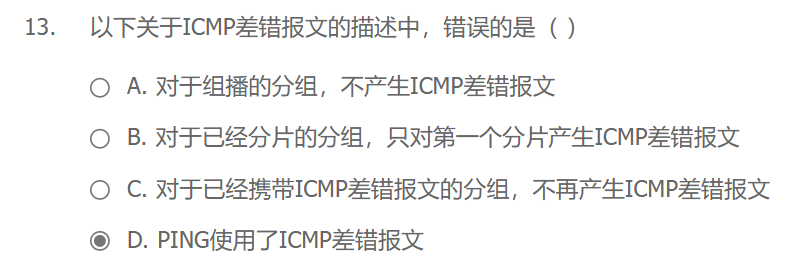 13. 以下关于ICMP差错报文的描述中，错误的是（ ）
A. 对于组播的分组，不产生ICMP差错报文
B. 对于已经分片的分组，只对第一个分片产生ICMP差错报文
C. 对于已经携带ICMP差错报文的分组，不再产生ICMP差错报文
D. PING使用了ICMP差错报文